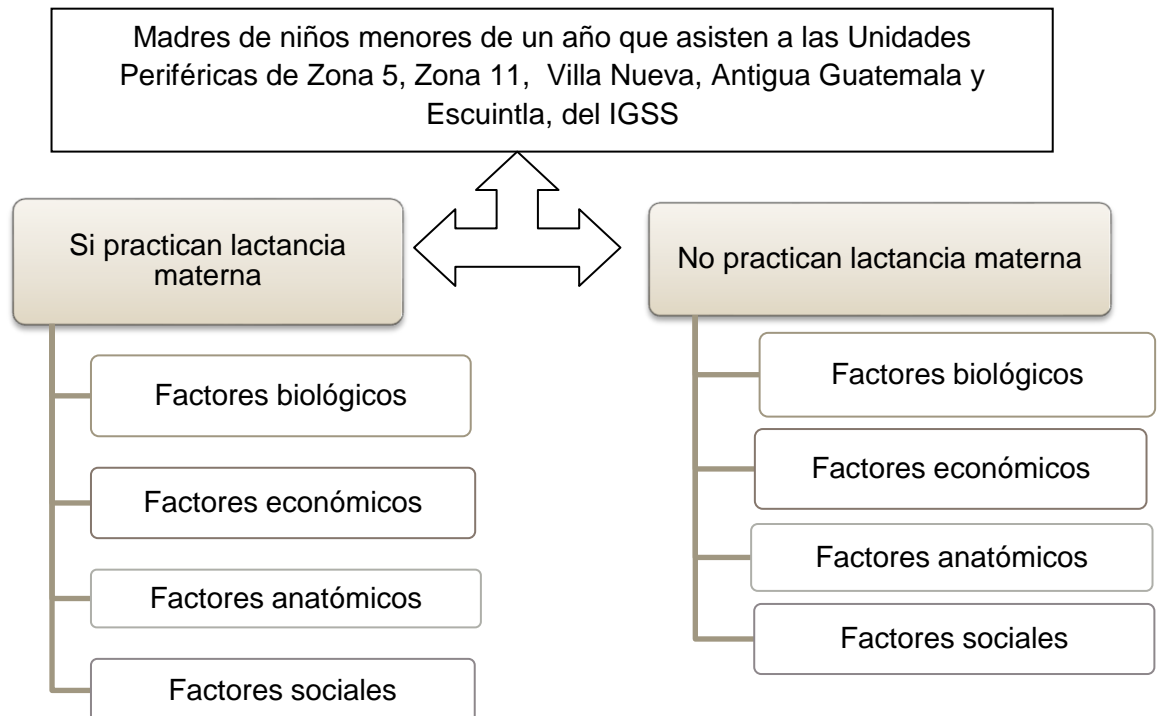 Madres de niños menores de un año que asisten a las Unidades
Periféricas de Zona 5, Zona 11,  Villa Nueva, Antigua Guatemala y
Escuintla, del IGSS
Si practican lactancia
materna
Factores biológicos
Factores económicos
Factores anatómicos
Factores sociales
No practican lactancia materna
Factores biológicos
Factores económicos
Factores anatómicos
Factores sociales